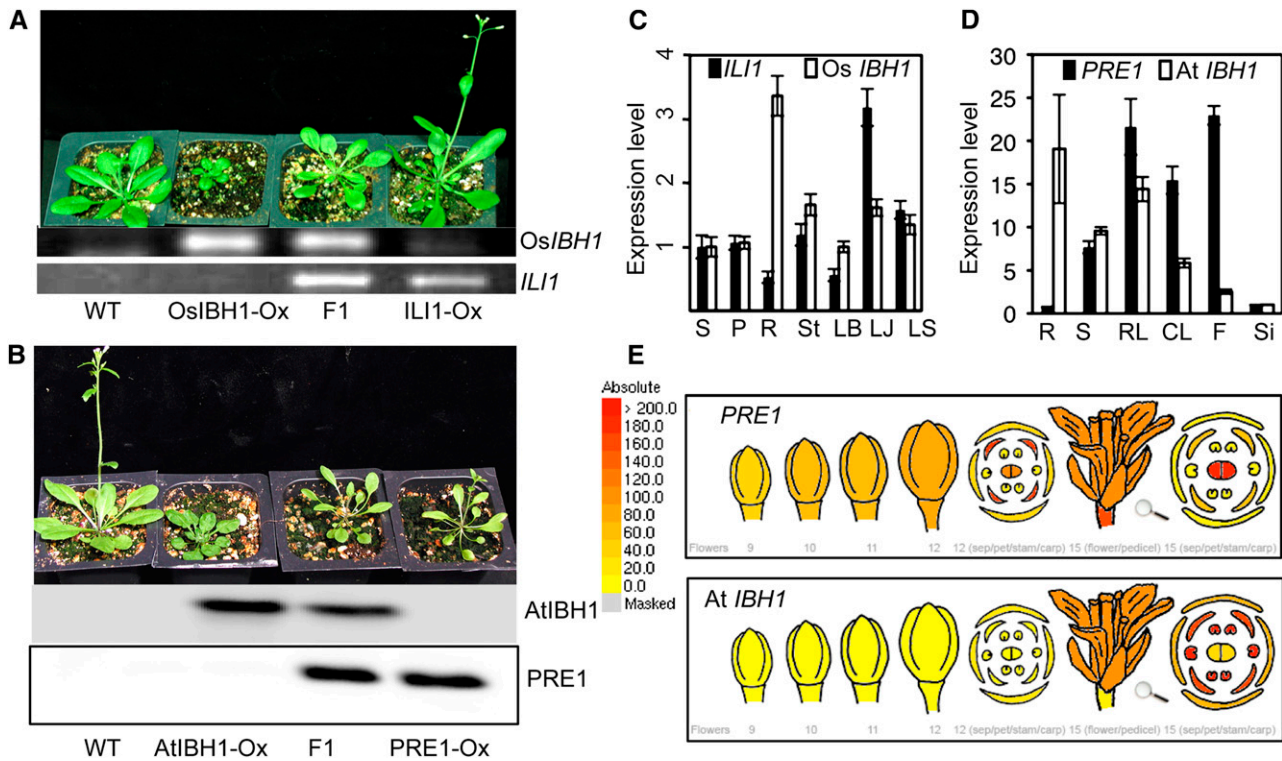 A
OsIBH1
ILI1
WT OsIBH1-Ox F1 ILI1-Ox
B
AtIBH1
PRE1
WT AtIBH1-Ox F1 PRE1-Ox
C
ILI1 Os IBH1
Expression level
4
3
2
1
S P R St LB LJ LS
D
PRE1 At IBH1
Expression level
30
25
20
15
10
5
0
R S RL CL F Si
E
Absolute
> 200.0
180.0
160.0
140.0
120.0
100.0
80.0
60.0
40.0
20.0
0.0
Masked
PRE1
Flowers 9 10 11 12 12 (sep/pet/stam/carp) 15 (flower/pedicel) 15 (sep/pet/stam/carp)
At IBH1
Flowers 9 10 11 12 12 (sep/pet/stam/carp) 15 (flower/pedicel) 15 (sep/pet/stam/carp)